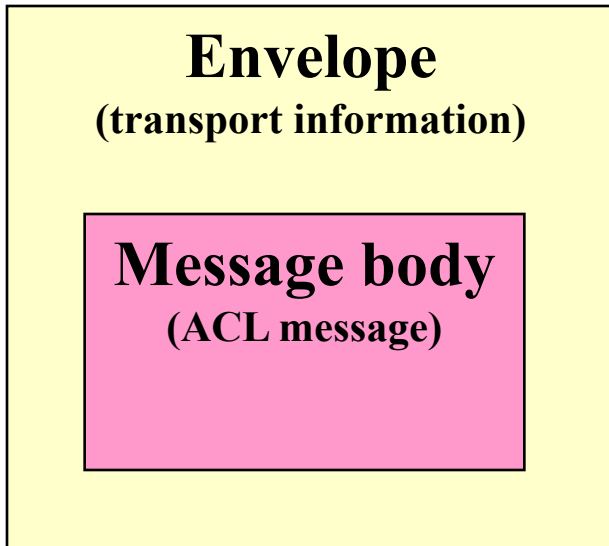 Envelope
(transport information)
Message body
(ACL message)